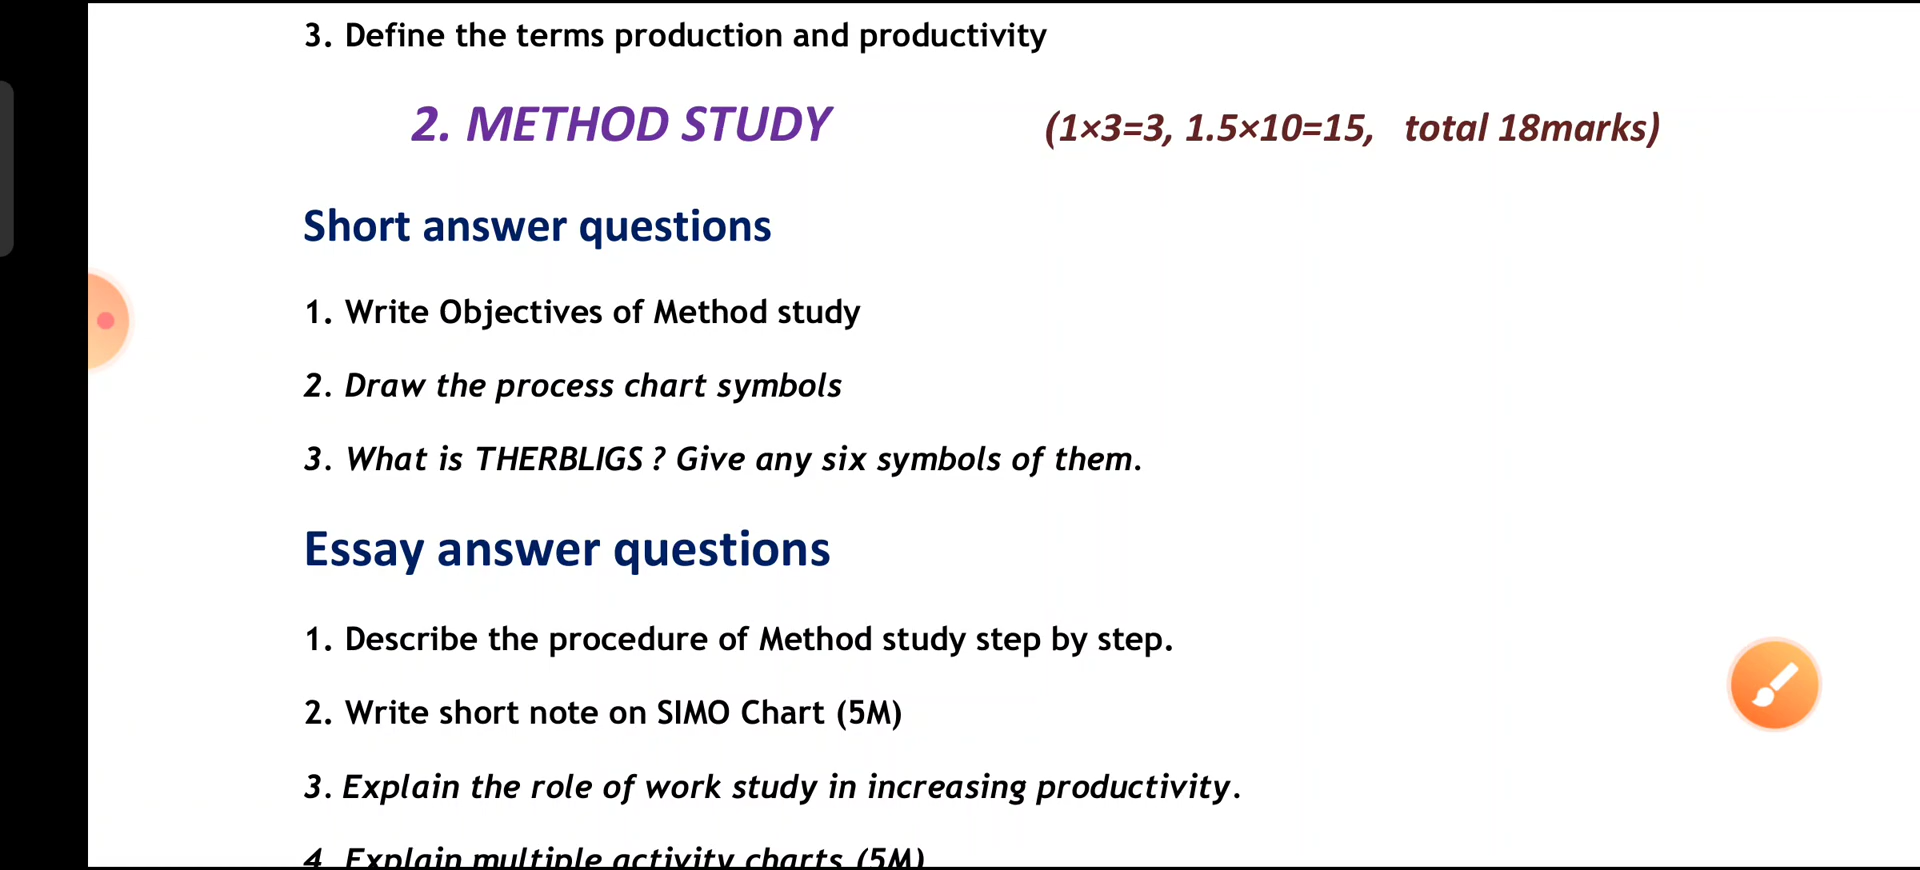 3. Define the terms production and productivity
2. METHOD STUDY (1×3=3, 1.5×10=15, total 18marks)
Short answer questions
1. Write Objectives of Method study
2. Draw the process chart symbols
3. What is THERBLIGS ? Give any six symbols of them.
Essay answer questions
1. Describe the procedure of Method study step by step.
2. Write short note on SIMO Chart (5M)
3. Explain the role of work study in increasing productivity.
4 Explain multiple activity charts (5M)